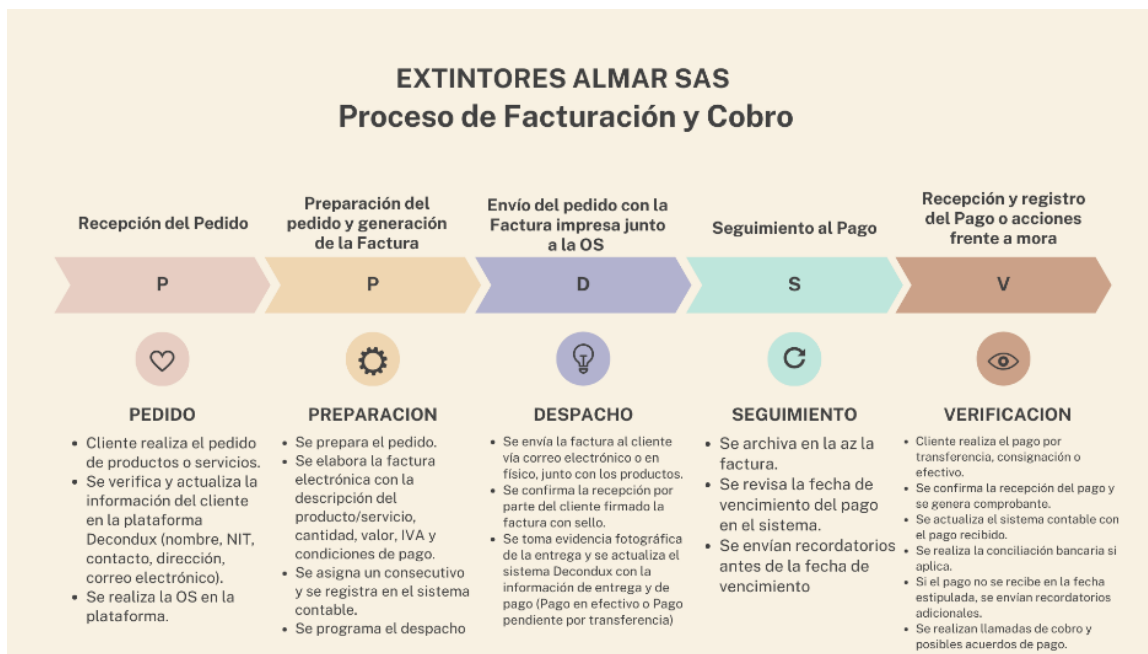 EXTINTORES ALMAR SAS
Proceso de Facturación y Cobro
Recepción del Pedido
Preparación del
pedido y generación
de la Factura
Envío del pedido con la
Factura impresa junto
a la OS
Seguimiento al Pago
Recepción y registro
del Pago o acciones
frente a mora
P
P
D
S
V
PEDIDO
• Cliente realiza el pedido
de productos o servicios.
• Se verifica y actualiza la
información del cliente
en la plataforma
Decondux (nombre, NIT,
contacto, dirección,
correo electrónico).
• Se realiza la OS en la
plataforma.
PREPARACION
• Se prepara el pedido.
• Se elabora la factura
electrónica con la
descripción del
producto/servicio,
cantidad, valor, IVA y
condiciones de pago.
• Se asigna un consecutivo
y se registra en el sistema
contable.
• Se programa el despacho
DESPACHO
• Se envía la factura al cliente
vía correo electrónico o en
físico, junto con los productos.
• Se confirma la recepción por
parte del cliente firmado la
factura con sello.
• Se toma evidencia fotográfica
de la entrega y se actualiza el
sistema Decondux con la
información de entrega y de
pago (Pago en efectivo o Pago
pendiente por transferencia)
SEGUIMIENTO
• Se archiva en la az la
factura.
• Se revisa la fecha de
vencimiento del pago
en el sistema.
• Se envían recordatorios
antes de la fecha de
vencimiento
VERIFICACION
• Cliente realiza el pago por
transferencia, consignación o
efectivo.
• Se confirma la recepción del pago y
se genera comprobante.
• Se actualiza el sistema contable con
el pago recibido.
• Se realiza la conciliación bancaria si
aplica.
• Si el pago no se recibe en la fecha
estipulada, se envían recordatorios
adicionales.
• Se realizan llamadas de cobro y
posibles acuerdos de pago.